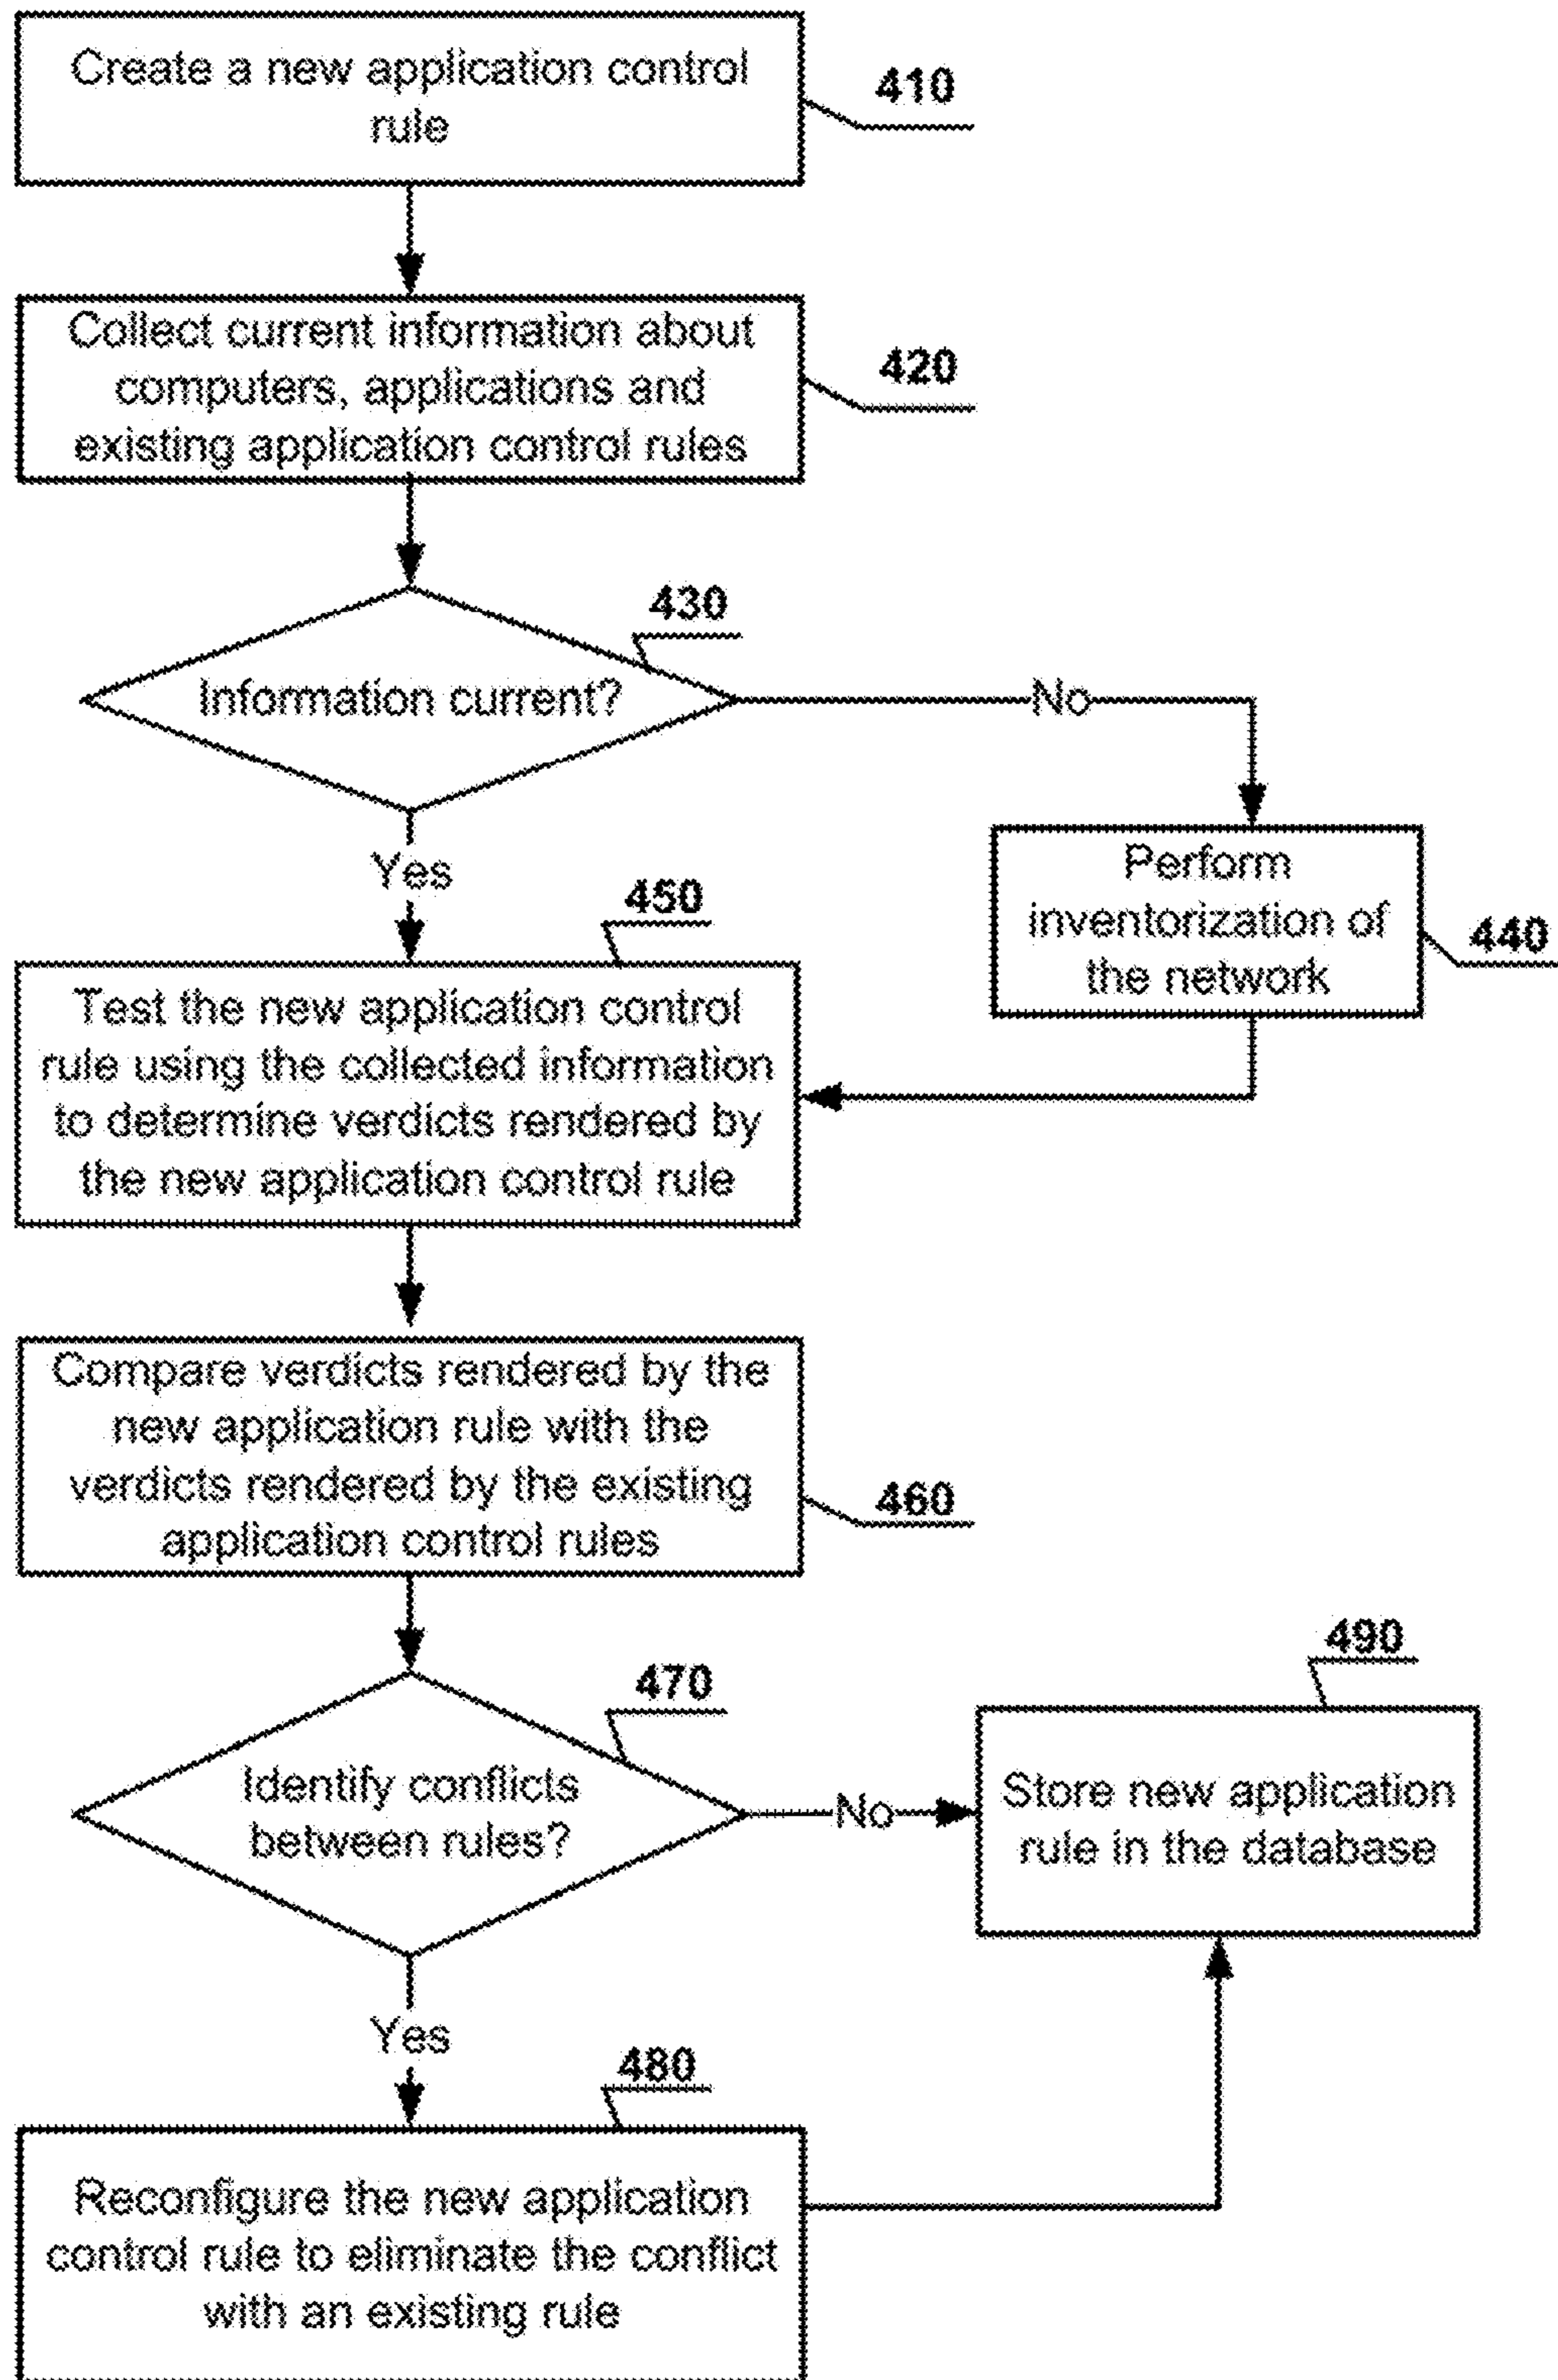 Create a new application control
rule
410
Collect current information about
computers, applications and
existing application control rules
420
430
Information current?
No
Yes
Perform
inventorization of
the network
440
450
Test the new application control
rule using the collected information
to determine verdicts rendered by
the new application control rule
Compare verdicts rendered by the
new application rule with the
verdicts rendered by the existing
application control rules
460
470
Identify conflicts
between rules?
No
490
Store new application
rule in the database
Yes
480
Reconfigure the new application
control rule to eliminate the conflict
with an existing rule